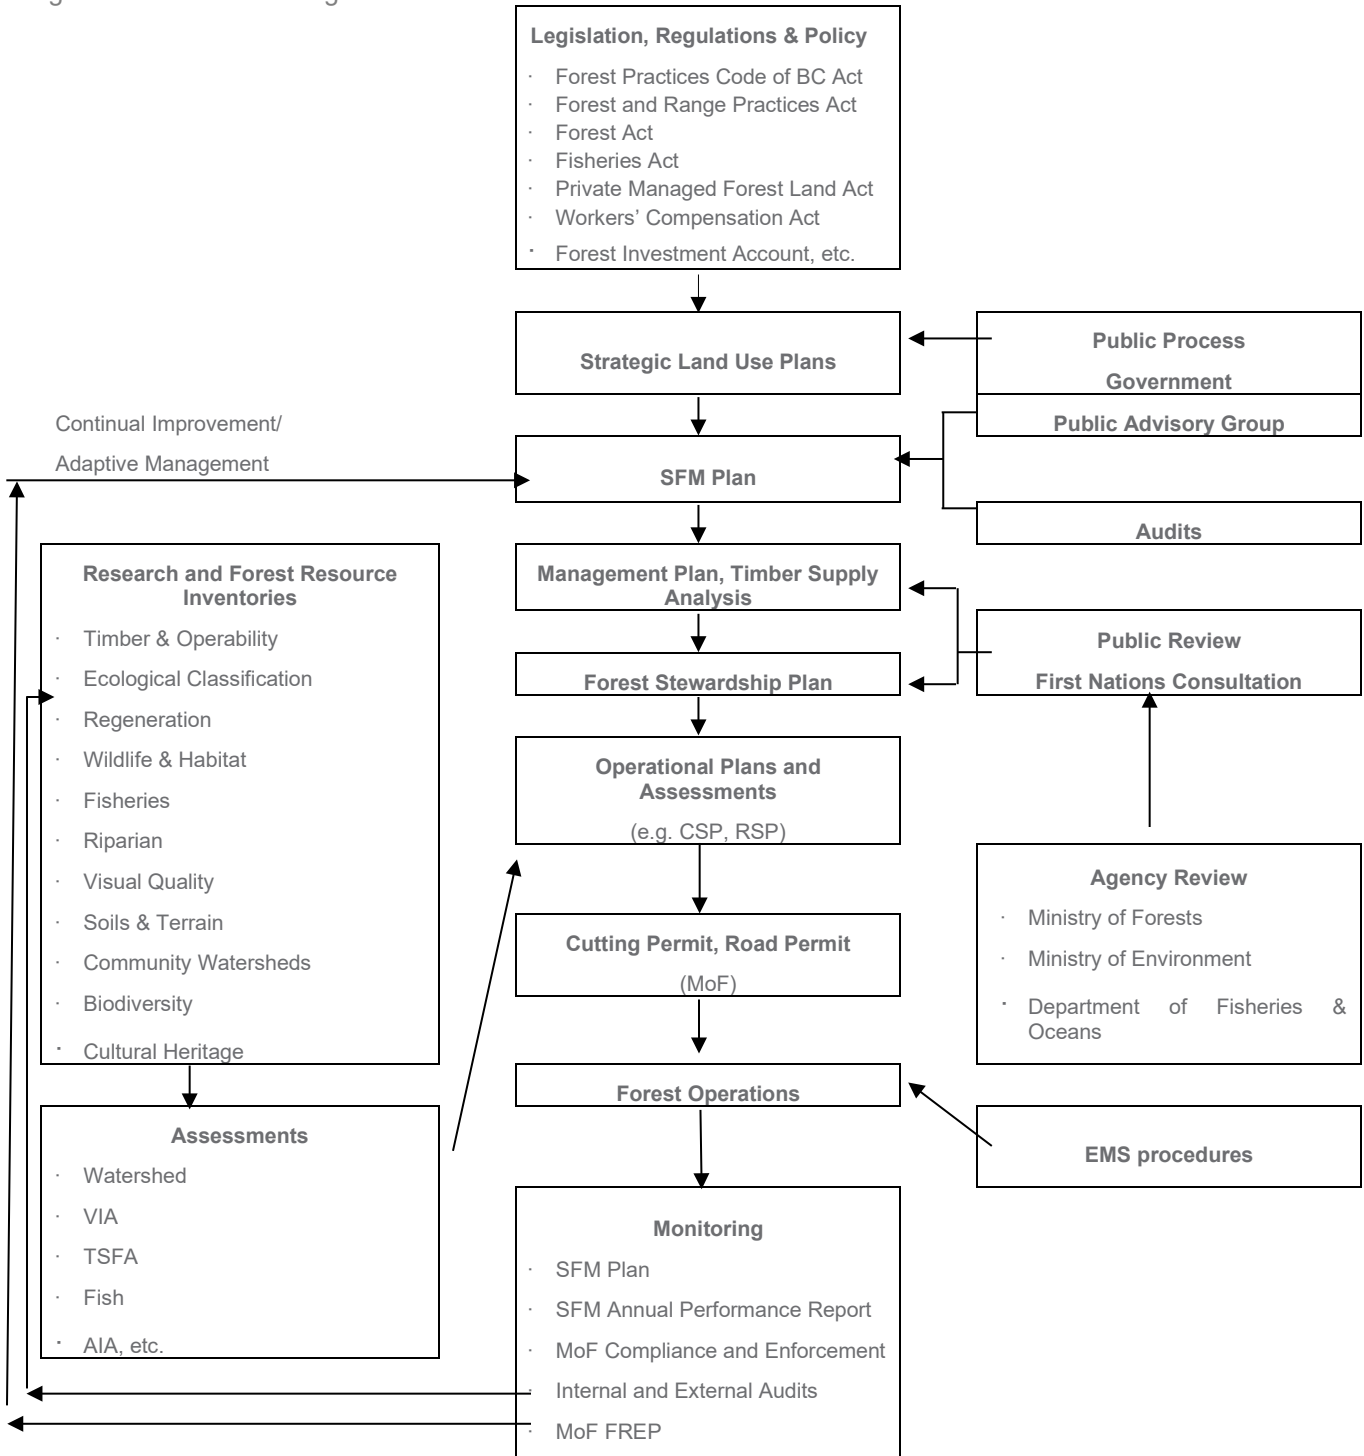 Legislation, Regulations & Policy
· Forest Practices Code of BC Act
· Forest and Range Practices Act
· Forest Act
· Fisheries Act
· Private Managed Forest Land Act
· Workers’ Compensation Act
· Forest Investment Account, etc.
Strategic Land Use Plans
Public Process
Government
Public Advisory Group
Continual Improvement/
Adaptive Management
SFM Plan
Audits
Research and Forest Resource
Inventories
· Timber & Operability
· Ecological Classification
· Regeneration
· Wildlife & Habitat
· Fisheries
· Riparian
· Visual Quality
· Soils & Terrain
· Community Watersheds
· Biodiversity
· Cultural Heritage
Management Plan, Timber Supply
Analysis
Forest Stewardship Plan
Public Review
First Nations Consultation
Operational Plans and
Assessments
(e.g. CSP, RSP)
Agency Review
· Ministry of Forests
· Ministry of Environment
· Department of Fisheries &
Oceans
Cutting Permit, Road Permit
(MoF)
Forest Operations
EMS procedures
Assessments
· Watershed
· VIA
· TSFA
· Fish
· AIA, etc.
Monitoring
· SFM Plan
· SFM Annual Performance Report
· MoF Compliance and Enforcement
· Internal and External Audits
· MoF FREP